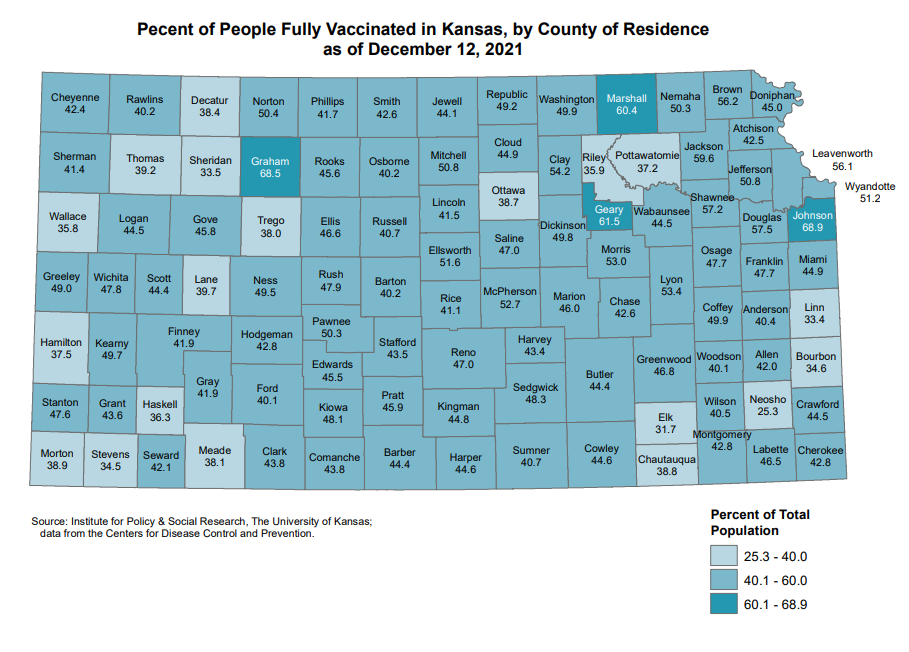 Pecent of People Fully Vaccinated in Kansas, by County of Residence
as of December 12, 2021
Cheyenne
42.4
Rawlins
40.2
Decatur
38.4
Norton
50.4
Phillips
41.7
Smith
42.6
Jewell
44.1
Republic
49.2
Washington
49.9
Marshall
60.4
Nemaha
50.3
Brown
56.2
Doniphan
45.0
Atchison
42.5
Sherman
41.4
Thomas
39.2
Sheridan
33.5
Graham
68.5
Rooks
45.6
Osborne
40.2
Mitchell
50.8
Cloud
44.9
Clay
54.2
Riley
35.9
Pottawatomie
37.2
Jackson
59.6
Jefferson
50.8
Leavenworth
56.1
Wyandotte
51.2
Ottawa
38.7
Wallace
35.8
Logan
44.5
Gove
45.8
Trego
38.0
Ellis
46.6
Russell
40.7
Lincoln
41.5
Saline
47.0
Dickinson
49.8
Geary
61.5
Wabaunsee
44.5
Shawnee
57.2
Douglas
57.5
Johnson
68.9
Ellsworth
51.6
Morris
53.0
Osage
47.7
Franklin
47.7
Miami
44.9
Greeley
49.0
Wichita
47.8
Scott
44.4
Lane
39.7
Ness
49.5
Rush
47.9
Barton
40.2
Rice
41.1
McPherson
52.7
Marion
46.0
Chase
42.6
Lyon
53.4
Coffey
49.9
Anderson
40.4
Linn
33.4
Hamilton
37.5
Kearny
49.7
Finney
41.9
Hodgeman
42.8
Pawnee
50.3
Stafford
43.5
Reno
47.0
Harvey
43.4
Edwards
45.5
Butler
44.4
Greenwood
46.8
Woodson
40.1
Allen
42.0
Bourbon
34.6
Gray
41.9
Ford
40.1
Sedgwick
48.3
Stanton
47.6
Grant
43.6
Haskell
36.3
Kiowa
48.1
Pratt
45.9
Kingman
44.8
Elk
31.7
Wilson
40.5
Neosho
25.3
Crawford
44.5
Morton
38.9
Stevens
34.5
Seward
42.1
Meade
38.1
Clark
43.8
Comanche
43.8
Barber
44.4
Harper
44.6
Sumner
40.7
Cowley
44.6
Chautauqua
38.8
Montgomery
42.8
Labette
46.5
Cherokee
42.8
Source: Institute for Policy & Social Research, The University of Kansas;
data from the Centers for Disease Control and Prevention.
Percent of Total
Population
25.3 - 40.0
40.1 - 60.0
60.1 - 68.9